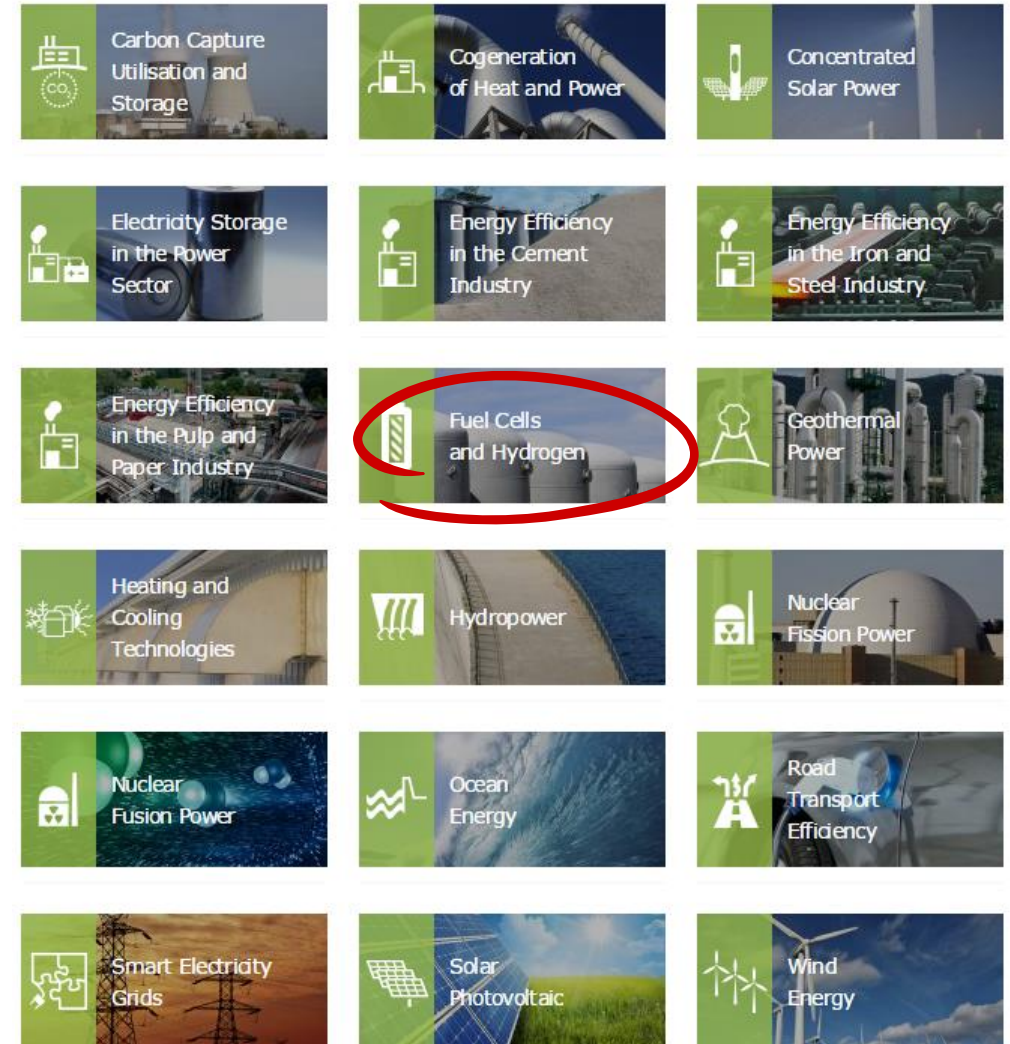 Carbon Capture
Utilisation and
Storage
CO2
Cogeneration
of Heat and Power
Concentrated
Solar Power
Electricity Storage
in the Power
Sector
Energy Efficiency
in the Cement
Industry
Energy Efficiency
in the Iron and
Steel Industry
Energy Efficiency
in the Pulp and
Paper Industry
Fuel Cells
and Hydrogen
Geothermal
Power
Heating and
Cooling
Technologies
Hydropower
Nuclear
Fission Power
Nuclear
Fusion Power
Ocean
Energy
Road
Transport
Efficiency
Smart Electricity
Grids
Solar
Photovoltaic
Wind
Energy